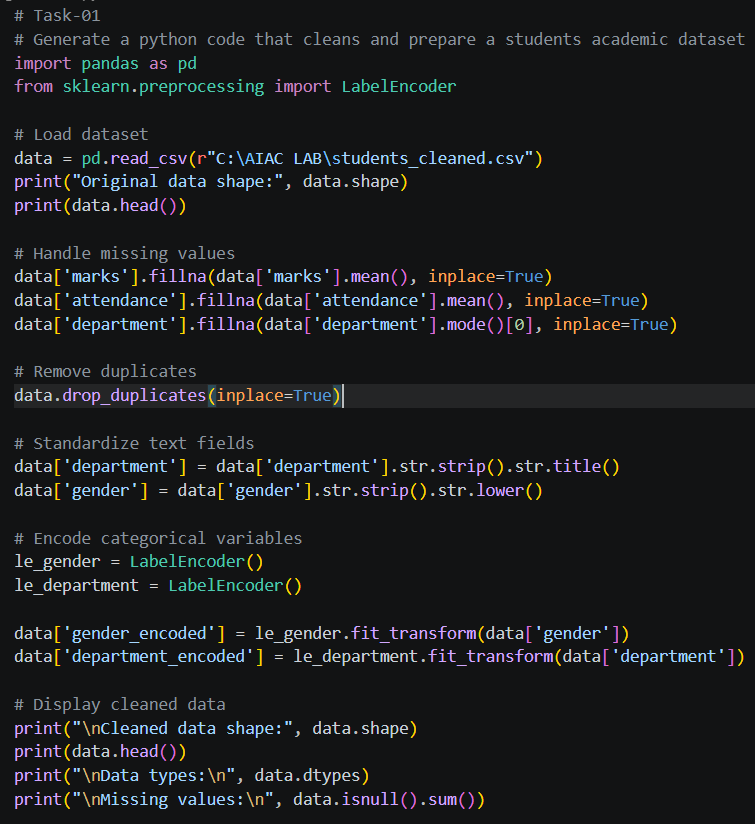 # Task-01
# Generate a python code that cleans and prepare a students academic dataset
import pandas as pd
from sklearn.preprocessing import LabelEncoder
# Load dataset
data = pd.read_csv(r"C:\AIAC LAB\students_cleaned.csv")
print("Original data shape:", data.shape)
print(data.head())
# Handle missing values
data['marks'].fillna(data['marks'].mean(), inplace=True)
data['attendance'].fillna(data['attendance'].mean(), inplace=True)
data['department'].fillna(data['department'].mode()[0], inplace=True)
# Remove duplicates
data.drop_duplicates(inplace=True)
# Standardize text fields
data['department'] = data['department'].str.strip().str.title()
data['gender'] = data['gender'].str.strip().str.lower()
# Encode categorical variables
le_gender = LabelEncoder()
le_department = LabelEncoder()
data['gender_encoded'] = le_gender.fit_transform(data['gender'])
data['department_encoded'] = le_department.fit_transform(data['department'])
# Display cleaned data
print("\nCleaned data shape:", data.shape)
print(data.head())
print("\nData types:\n", data.dtypes)
print("\nMissing values:\n", data.isnull().sum())